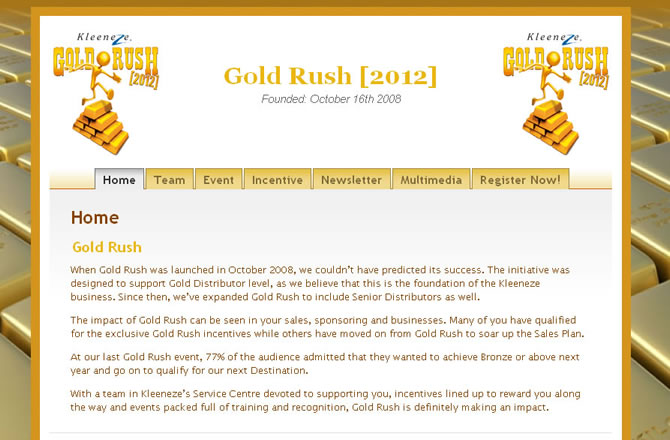 Kleeneze
GOLD RUSH
[2012]
Gold Rush [2012]
Founded: October 16th 2008
Kleeneze
GOLD RUSH
[2012]
Home Team Event Incentive Newsletter Multimedia Register Now!
Home
Gold Rush
When Gold Rush was launched in October 2008, we couldn't have predicted its success. The initiative was
designed to support Gold Distributor level, as we believe that this is the foundation of the Kleeneze
business. Since then, we've expanded Gold Rush to include Senior Distributors as well.
The impact of Gold Rush can be seen in your sales, sponsoring and businesses. Many of you have qualified
for the exclusive Gold Rush incentives while others have moved on from Gold Rush to soar up the Sales Plan.
At our last Gold Rush event, 77% of the audience admitted that they wanted to achieve Bronze or above next
year and go on to qualify for our next Destination.
With a team in Kleeneze's Service Centre devoted to supporting you, incentives lined up to reward you along
the way and events packed full of training and recognition, Gold Rush is definitely making an impact.